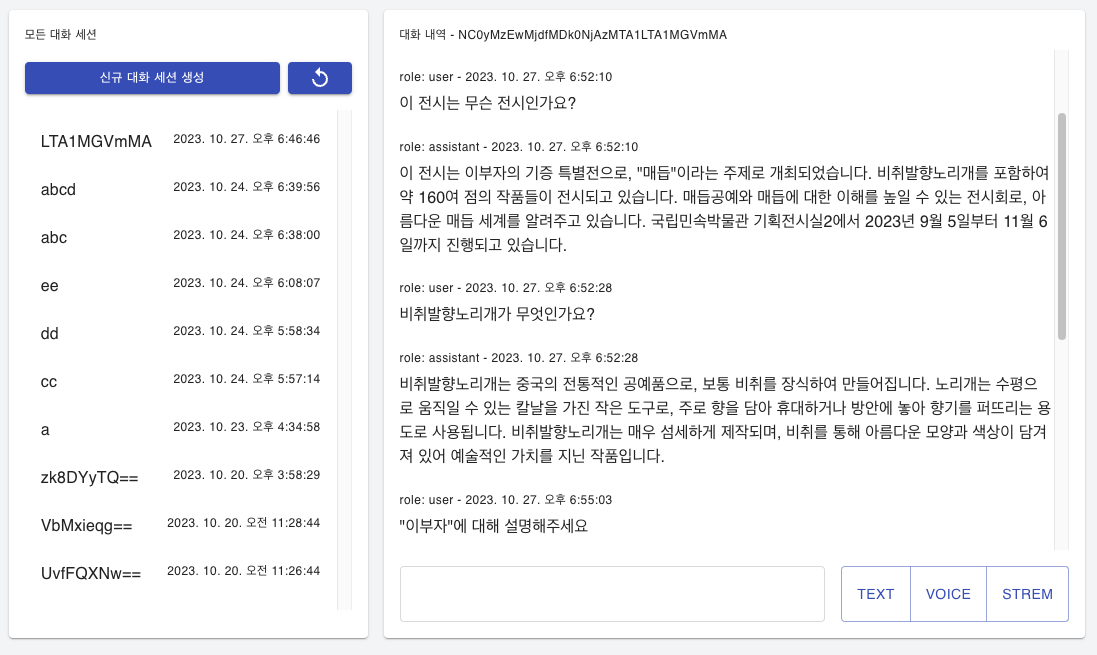 모든 대화 세션
신규 대화 세션 생성
LTA1MGVmMA 2023. 10. 27. 오후 6:46:46
abcd 2023. 10. 24. 오후 6:39:56
abc 2023. 10. 24. 오후 6:38:00
ee 2023. 10. 24. 오후 6:08:07
dd 2023. 10. 24. 오후 5:58:34
cc 2023. 10. 24. 오후 5:57:14
a 2023. 10. 23. 오후 4:34:58
zk8DYyTQ== 2023. 10. 20. 오후 3:58:29
VbMxieqg== 2023. 10. 20. 오전 11:28:44
UvfFQXNw== 2023. 10. 20. 오전 11:26:44
대화 내역 - NC0yMzEwMjdfMDk0NjAzMTA1LTA1MGVmMA
role: user - 2023. 10. 27. 오후 6:52:10
이 전시는 무슨 전시인가요?
role: assistant - 2023. 10. 27. 오후 6:52:10
이 전시는 이부자의 기증 특별전으로, "매듭"이라는 주제로 개최되었습니다. 비취발향노리개를 포함하여
약 160여 점의 작품들이 전시되고 있습니다. 매듭공예와 매듭에 대한 이해를 높일 수 있는 전시회로, 아
름다운 매듭 세계를 알려주고 있습니다. 국립민속박물관 기획전시실2에서 2023년 9월 5일부터 11월 6
일까지 진행되고 있습니다.
role: user - 2023. 10. 27. 오후 6:52:28
비취발향노리개가 무엇인가요?
role: assistant - 2023. 10. 27. 오후 6:52:28
비취발향노리개는 중국의 전통적인 공예품으로, 보통 비취를 장식하여 만들어집니다. 노리개는 수평으
로 움직일 수 있는 칼날을 가진 작은 도구로, 주로 향을 담아 휴대하거나 방안에 놓아 향기를 퍼뜨리는 용
도로 사용됩니다. 비취발향노리개는 매우 섬세하게 제작되며, 비취를 통해 아름다운 모양과 색상이 담겨
져 있어 예술적인 가치를 지닌 작품입니다.
role: user - 2023. 10. 27. 오후 6:55:03
"이부자"에 대해 설명해주세요
TEXT VOICE STREM